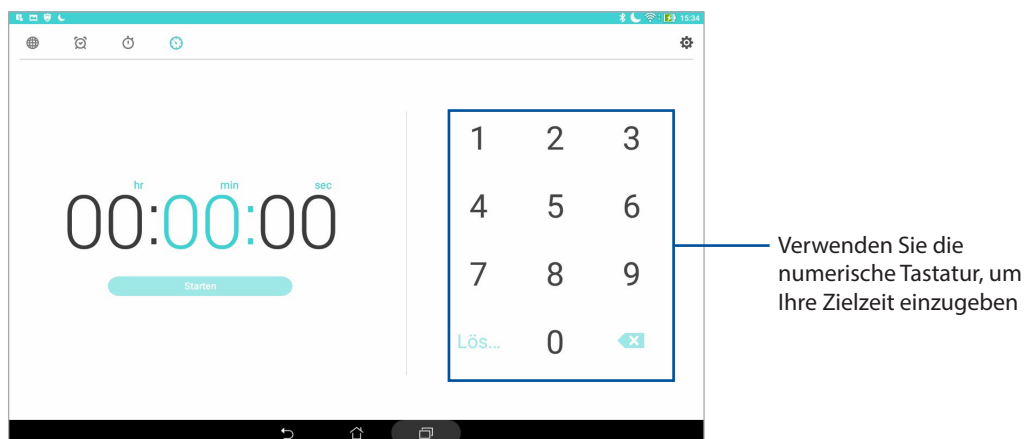 15:34
hr min sec
00:00:00
Starten
1 2 3
4 5 6
7 8 9
Lös... 0
Verwenden Sie die
numerische Tastatur, um
Ihre Zielzeit einzugeben